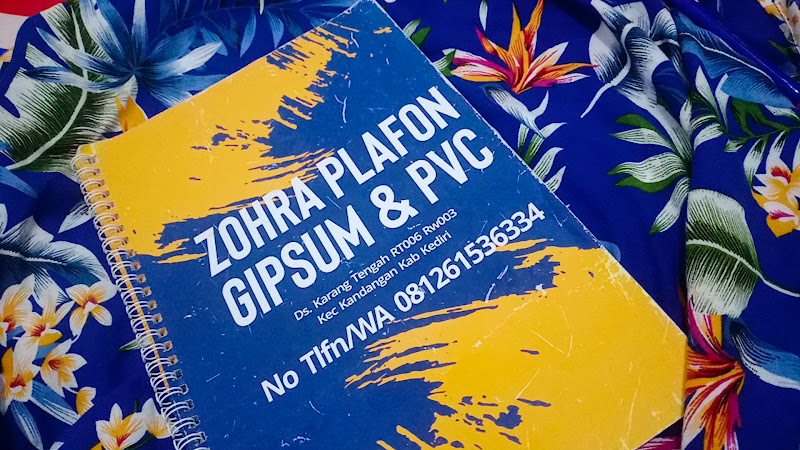 ZOHRA PLAFON
GIPSUM & PVC
Ds. Karang Tengah RT006 Rw003
Kec Kandangan Kab Kediri
No Tlfn/WA 081261536334